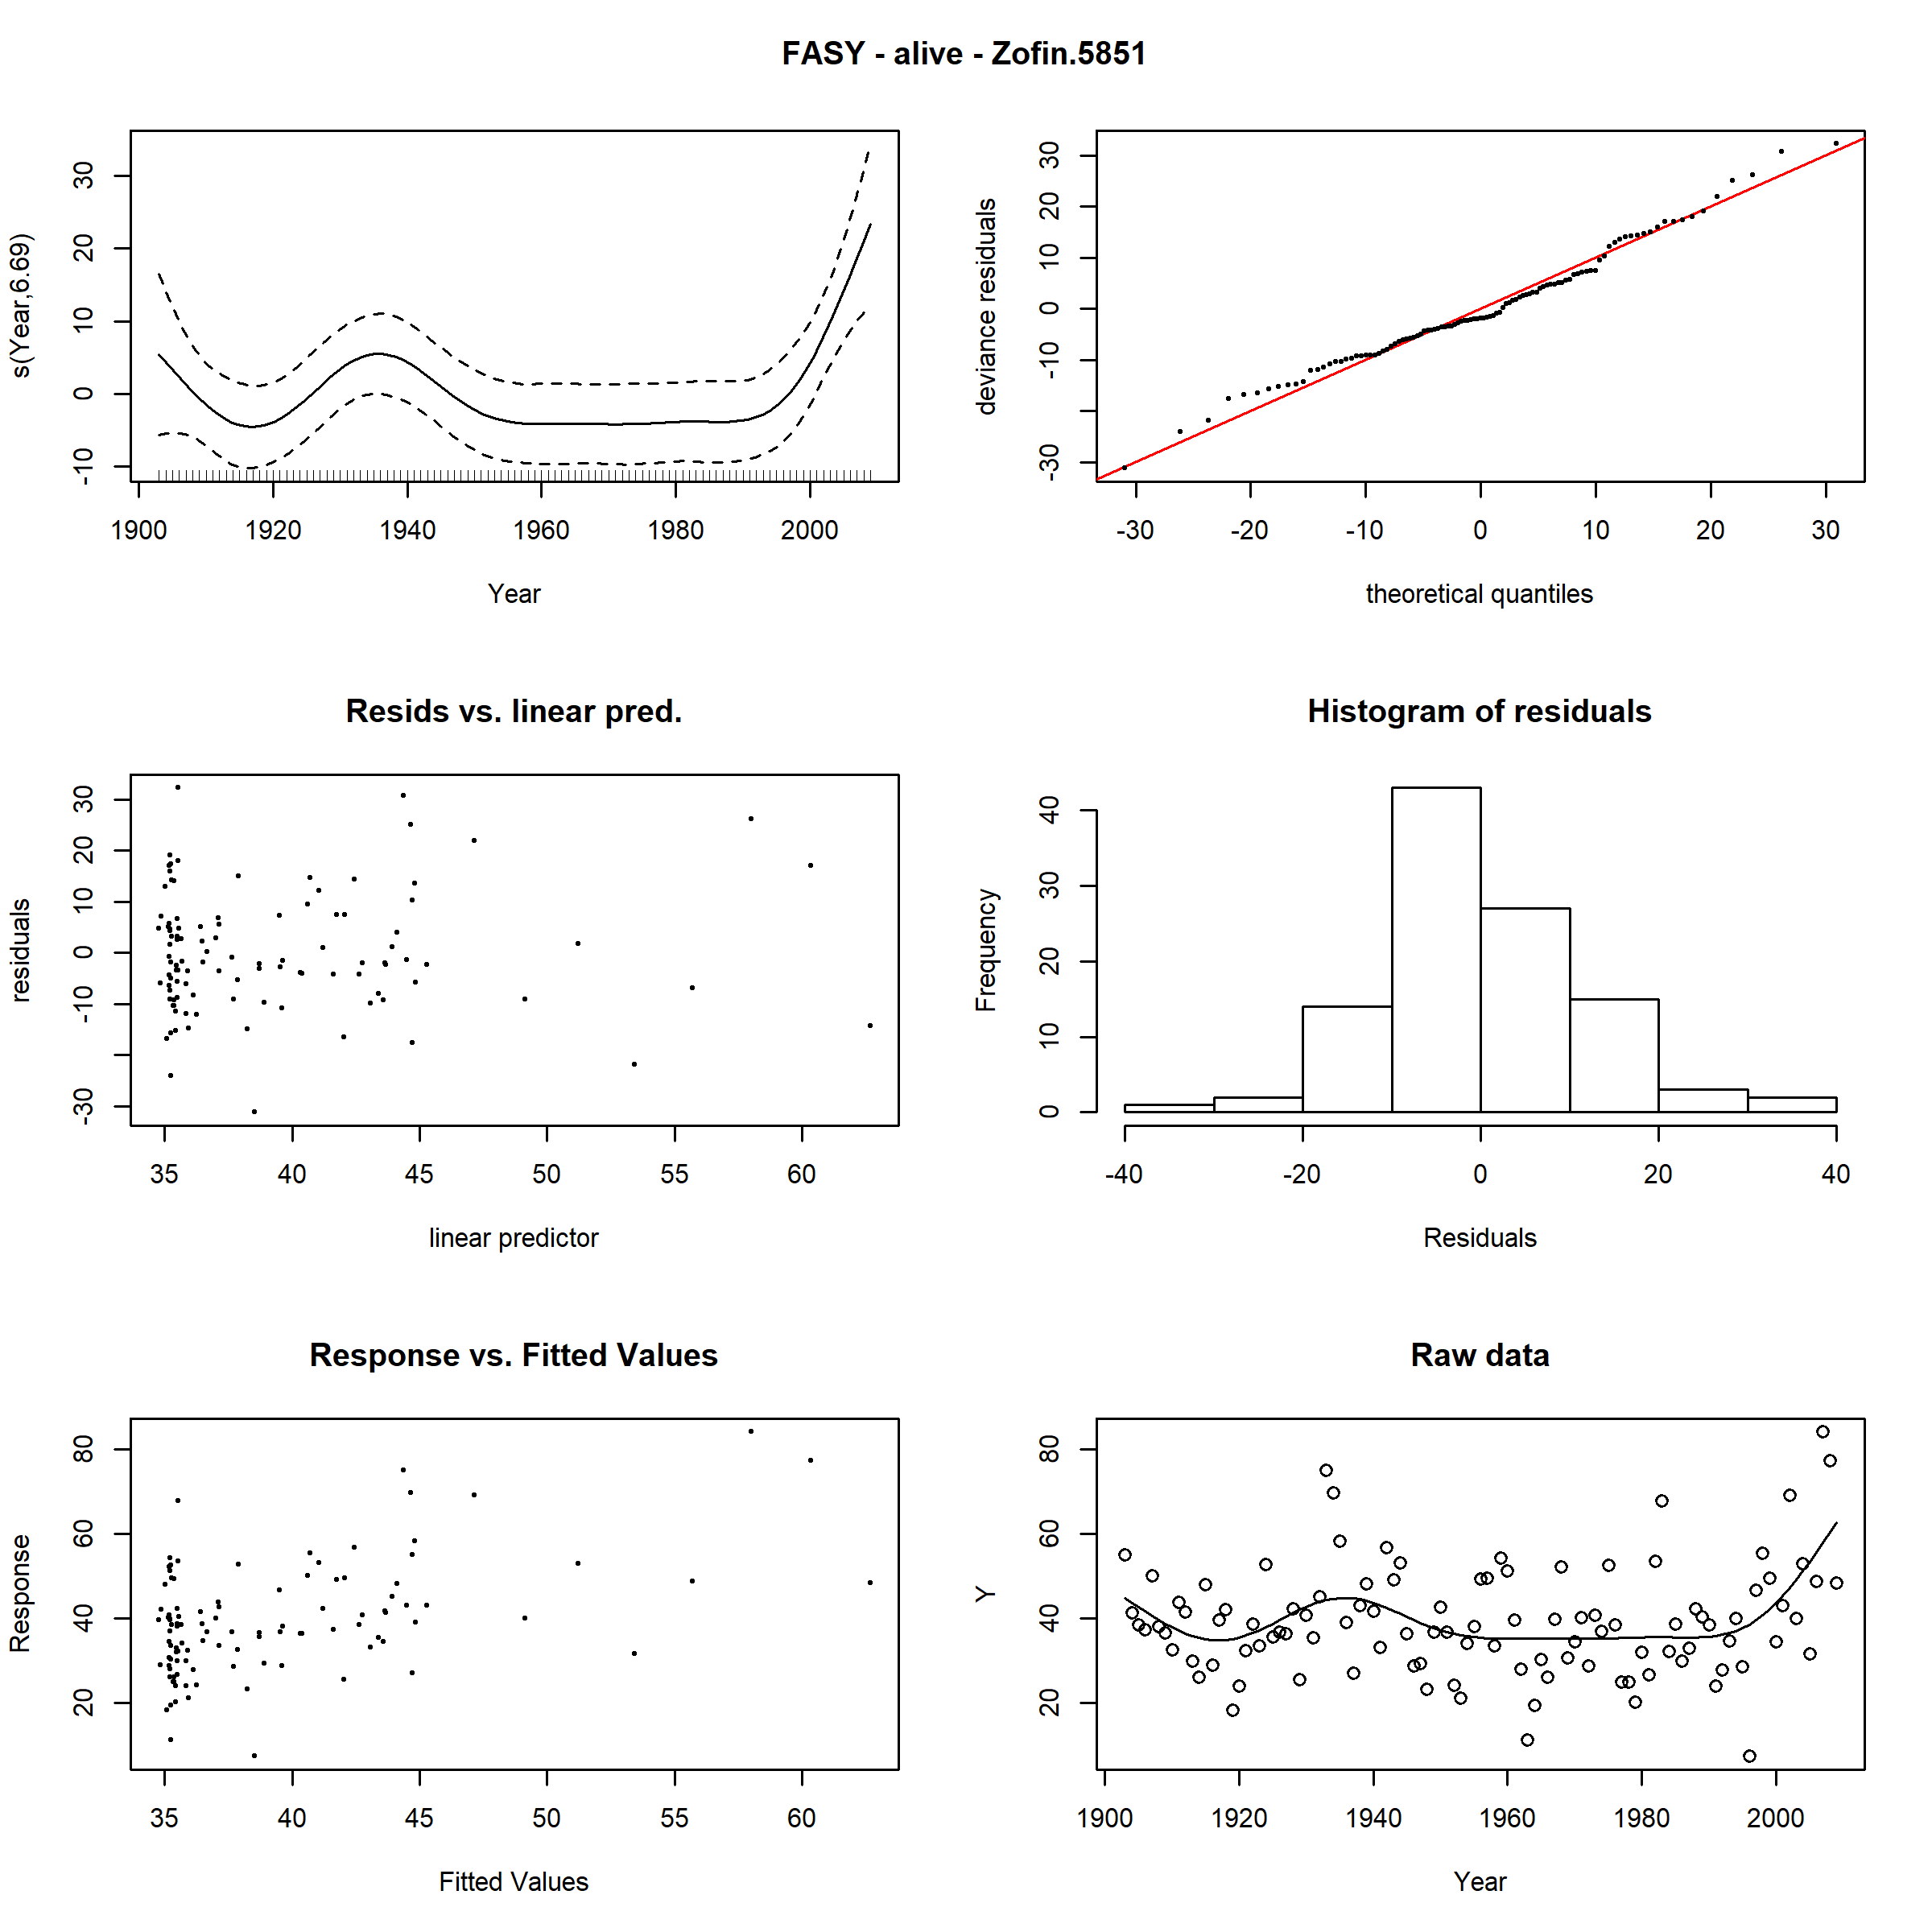 FASY - alive - Zofin.5851
s(Year,6.69)
30
20
10
0
-10
1900 1920 1940 1960 1980 2000
Year
deviance residuals
30
20
10
0
-10
-30
-30 -20 -10 0 10 20 30
theoretical quantiles
Resids vs. linear pred.
residuals
30
20
10
0
-10
-30
35 40 45 50 55 60
linear predictor
Histogram of residuals
Frequency
40
30
20
10
0
-40 -20 0 20 40
Residuals
Response vs. Fitted Values
Response
80
60
40
20
35 40 45 50 55 60
Fitted Values
Raw data
Y
80
60
40
20
1900 1920 1940 1960 1980 2000
Year